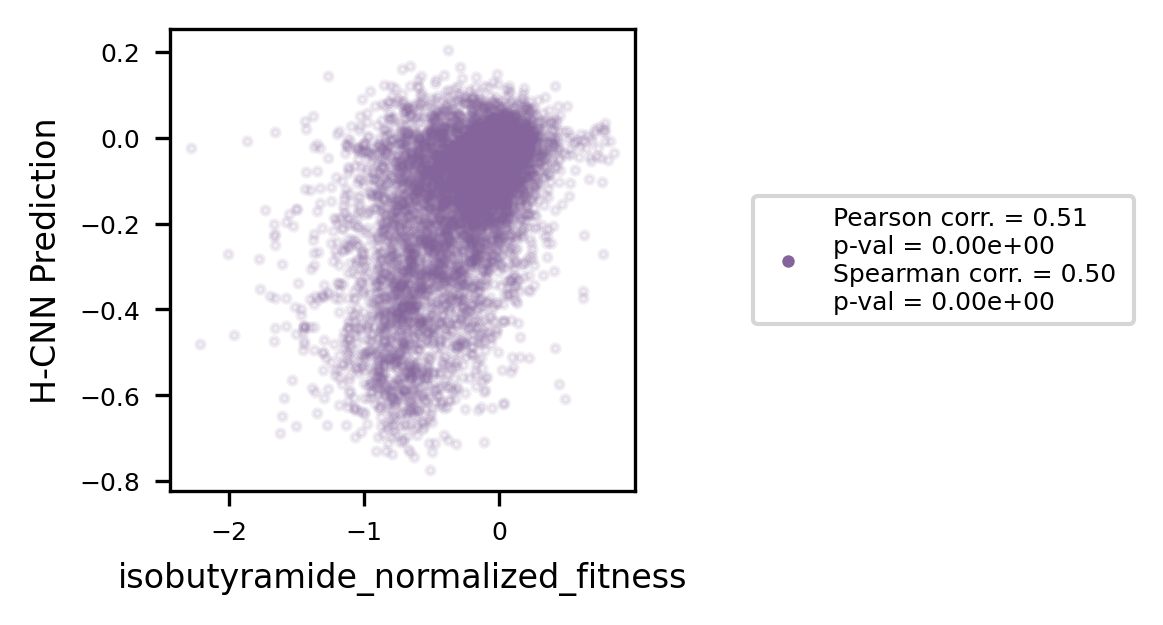 0.2
0.0
−0.2
−0.4
−0.6
−0.8
H-CNN Prediction
−2
−1
0
isobutyramide_normalized_fitness
Pearson corr. = 0.51
p-val = 0.00e+00
Spearman corr. = 0.50
p-val = 0.00e+00